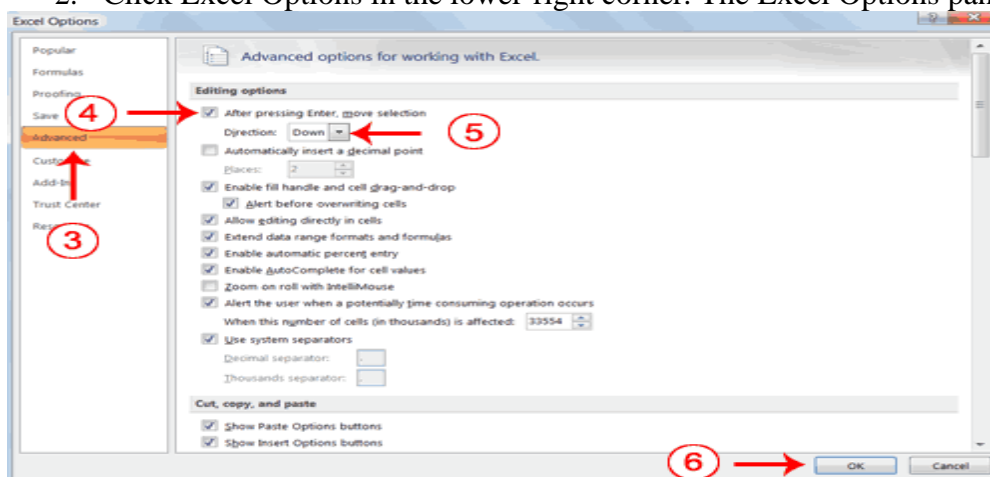 2. Click Excel Options in the lower-right corner. The Excel Options pan
Excel Options
Popular
Formulas
Proofing
Save
Advanced
Customize
Add-Ins
Trust Center
Advanced options for working with Excel.
Editing options
4
After pressing Enter, move selection
Direction: Down
5
Automatically insert a decimal point
Places: 2
Enable fill handle and cell drag-and-drop
Alert before overwriting cells
Allow editing directly in cells
3
Extend data range formats and formulas
Enable automatic percent entry
Enable AutoComplete for cell values
Zoom on roll with IntelliMouse
Alert the user when a potentially time consuming operation occurs
When this number of cells (in thousands) is affected: 33554
Use system separators
Decimal separator: .
Thousands separator: ,
Cut, copy, and paste
Show Paste Options buttons
Show Insert Options buttons
6
OK
Cancel